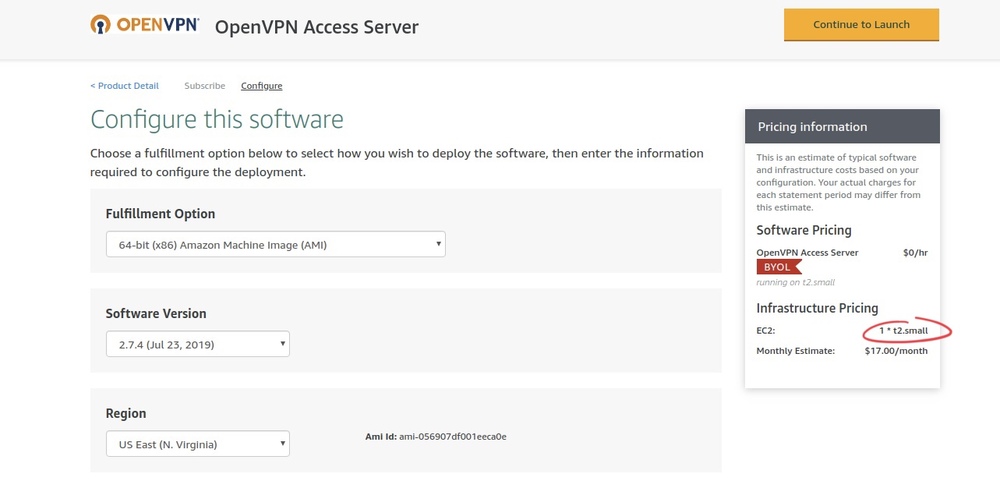 OPENVPN OpenVPN Access Server
Continue to Launch
< Product Detail Subscribe Configure
Configure this software
Choose a fulfillment option below to select how you wish to deploy the software, then enter the information
required to configure the deployment.
Fulfillment Option
64-bit (x86) Amazon Machine Image (AMI)
Software Version
2.7.4 (Jul 23, 2019)
Region
US East (N. Virginia)
Ami Id: ami-056907df001eeca0e
Pricing information
This is an estimate of typical software
and infrastructure costs based on your
configuration. Your actual charges for
each statement period may differ from
this estimate.
Software Pricing
OpenVPN Access Server $0/hr
BYOL
running on t2.small
Infrastructure Pricing
EC2: 1 * t2.small
Monthly Estimate: $17.00/month